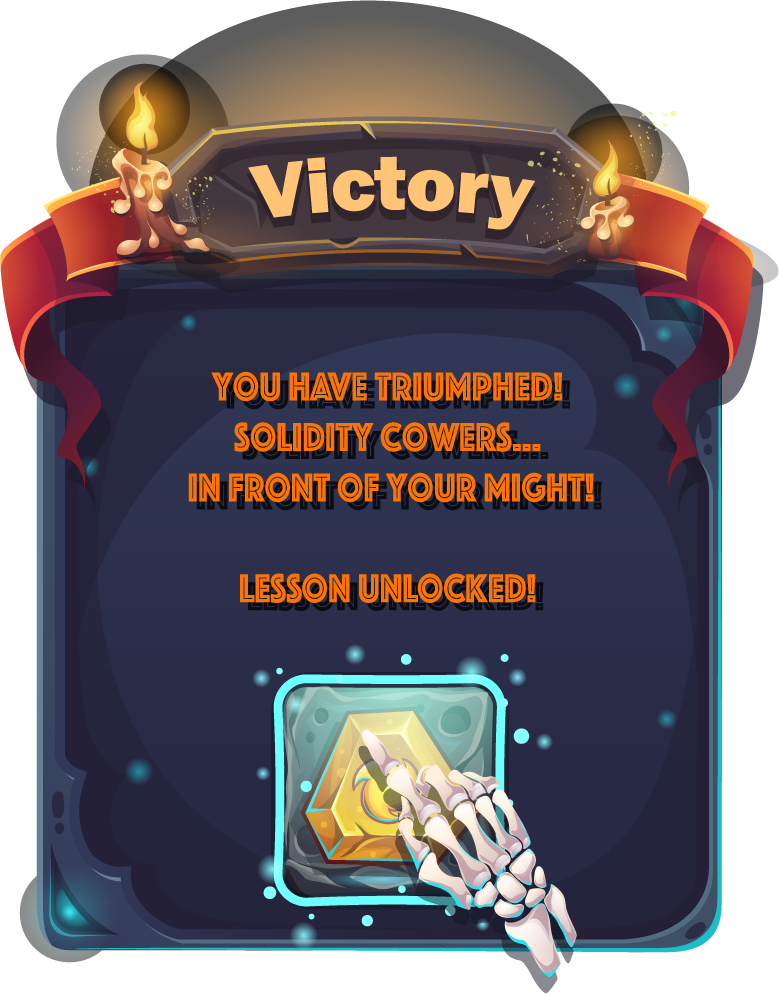 Victory
YOU HAVE TRIUMPHED!
SOLIDITY COWERS...
IN FRONT OF YOUR MIGHT!
LESSON UNLOCKED!